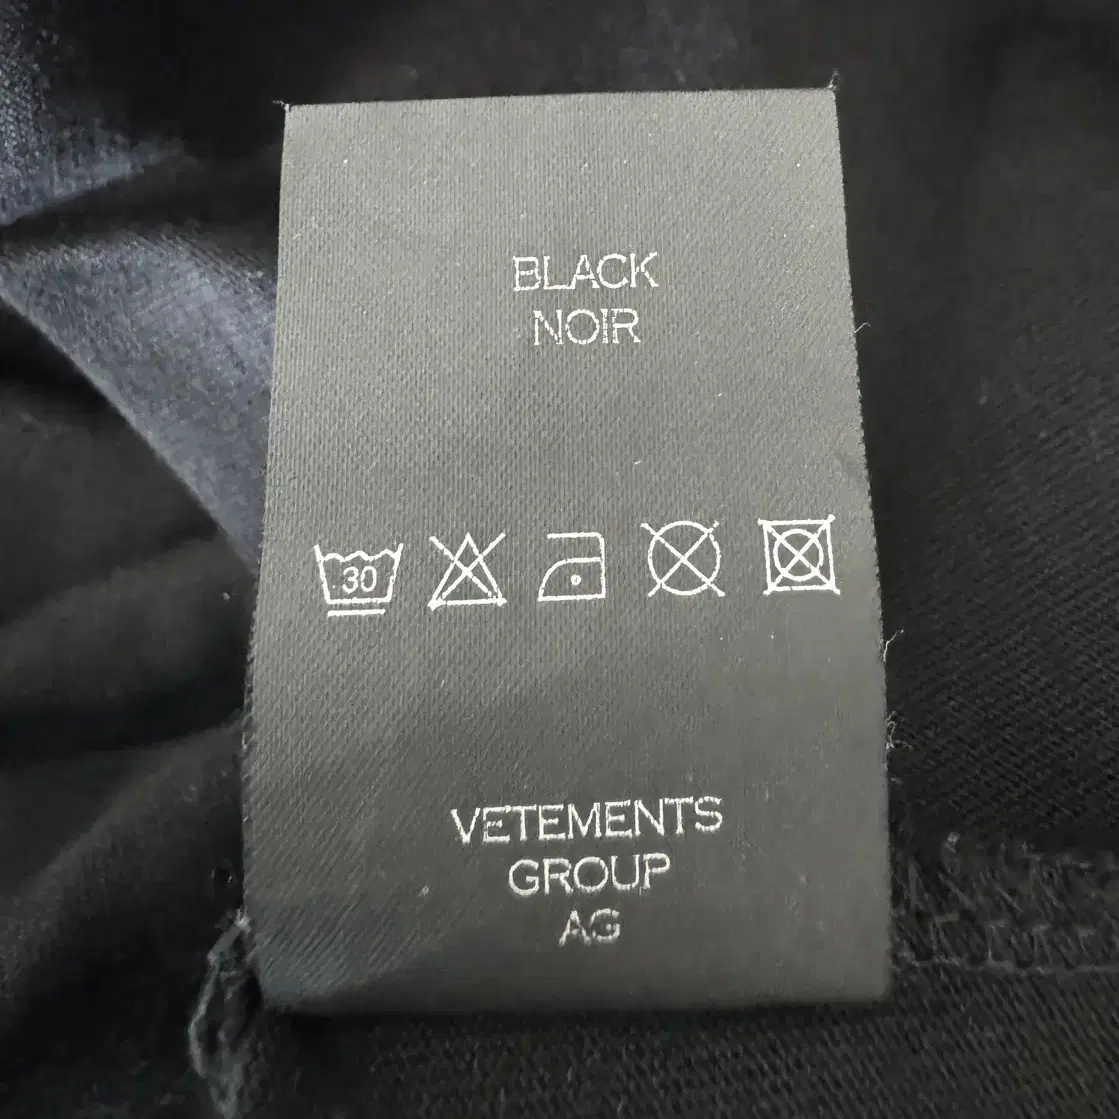 BLACK
NOIR
30
VETEMENTS
GROUP
AG